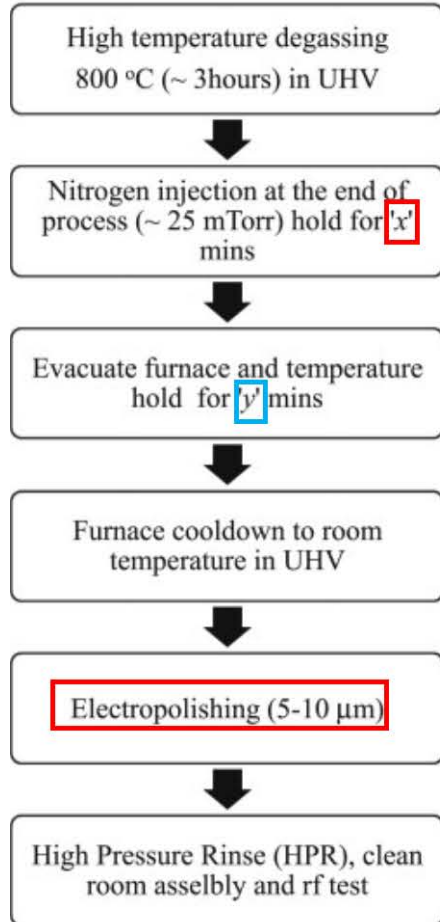 High temperature degassing
800 °C (~ 3hours) in UHV
Nitrogen injection at the end of
process (~ 25 mTorr) hold for 'x'
mins
Evacuate furnace and temperature
hold for 'y' mins
Furnace cooldown to room
temperature in UHV
Electropolishing (5-10 μm)
High Pressure Rinse (HPR), clean
room asselbly and rf test